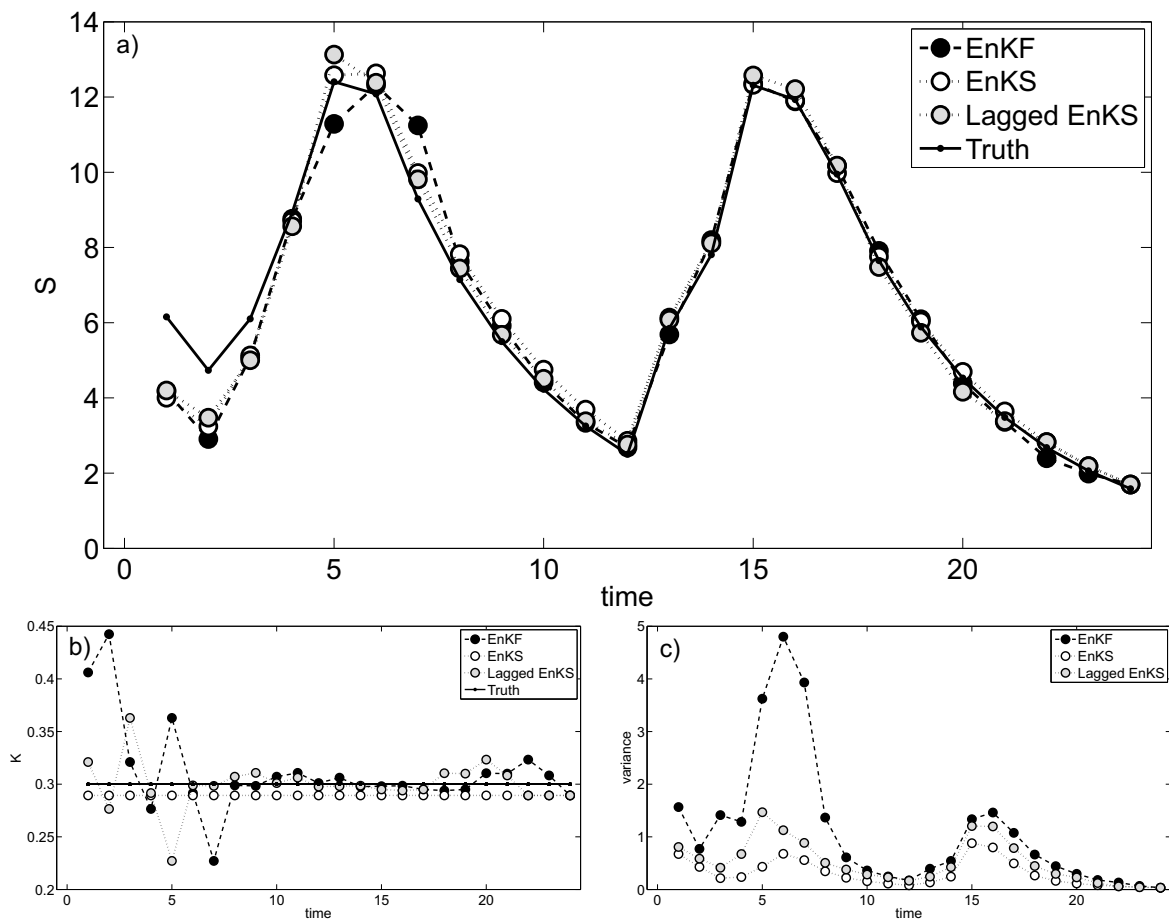 a)
14
12
10
8
6
4
2
0
S
EnKF
EnKS
Lagged EnKS
Truth
0 5 10 15 20
time
b)
0.45
0.4
0.35
0.3
0.25
0.2
K
EnKF
EnKS
Lagged EnKS
Truth
0 5 10 15 20
time
c)
5
4
3
2
1
0
variance
EnKF
EnKS
Lagged EnKS
0 5 10 15 20
time